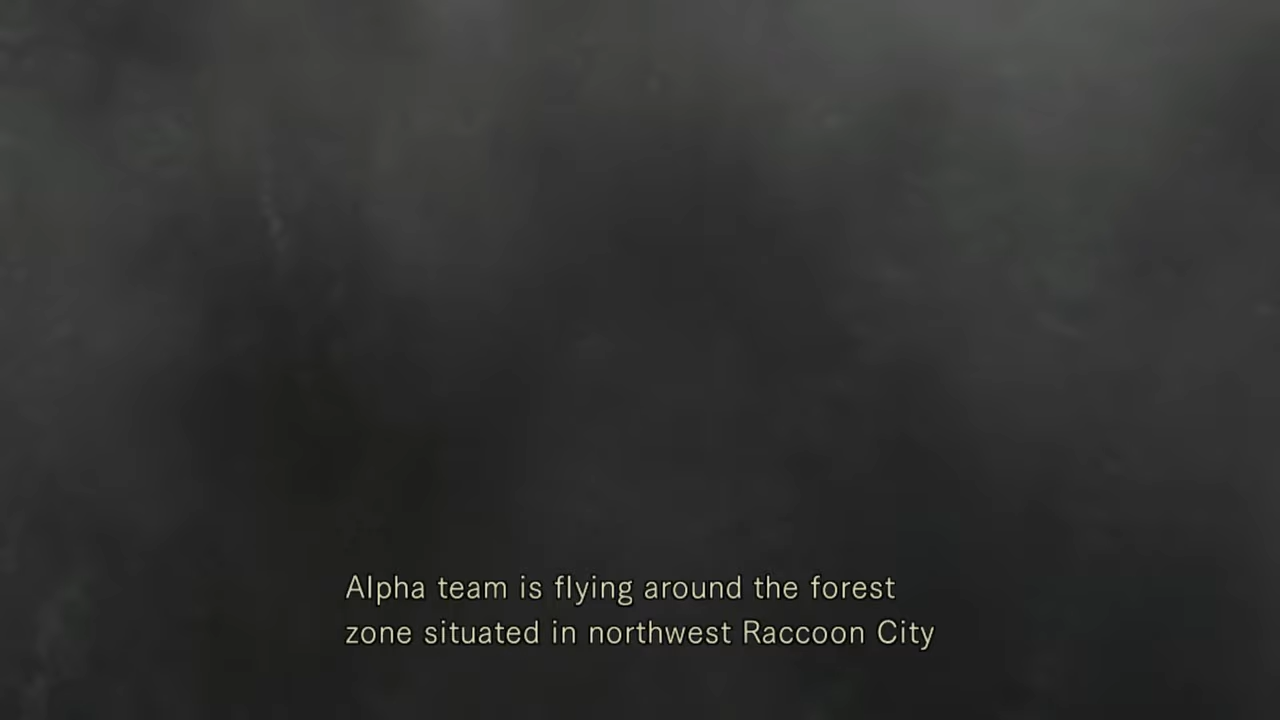 Alpha team is flying around the forest
zone situated in northwest Raccoon City